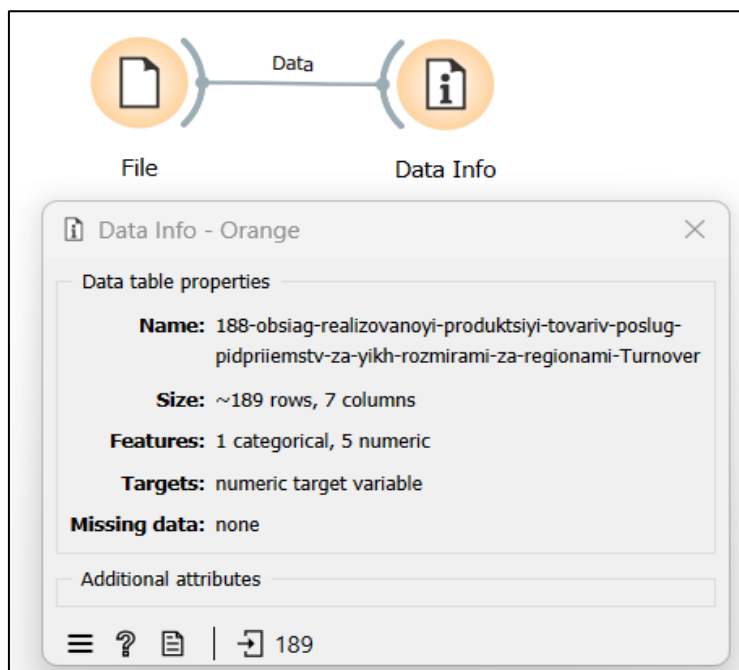 Data
File
Data Info
Data Info - Orange
Data table properties
Name: 188-obsiag-realizovanoyi-produktsiyi-tovariv-poslug-
pidpriiemstv-za-yikh-rozmirami-za-regionami-Turnover
Size: ~189 rows, 7 columns
Features: 1 categorical, 5 numeric
Targets: numeric target variable
Missing data: none
Additional attributes
189